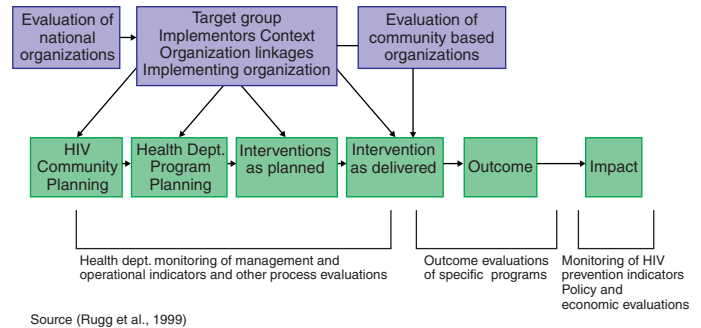 Evaluation of
national
organizations
Target group
Implementors Context
Organization linkages
Implementing organization
Evaluation of
community based
organizations
HIV
Community
Planning
Health Dept.
Program
Planning
Interventions
as planned
Intervention
as delivered
Outcome
Impact
Health dept. monitoring of management and
operational indicators and other process evaluations
Outcome evaluations
of specific programs
Monitoring of HIV
prevention indicators
Policy and
economic evaluations
Source (Rugg et al., 1999)